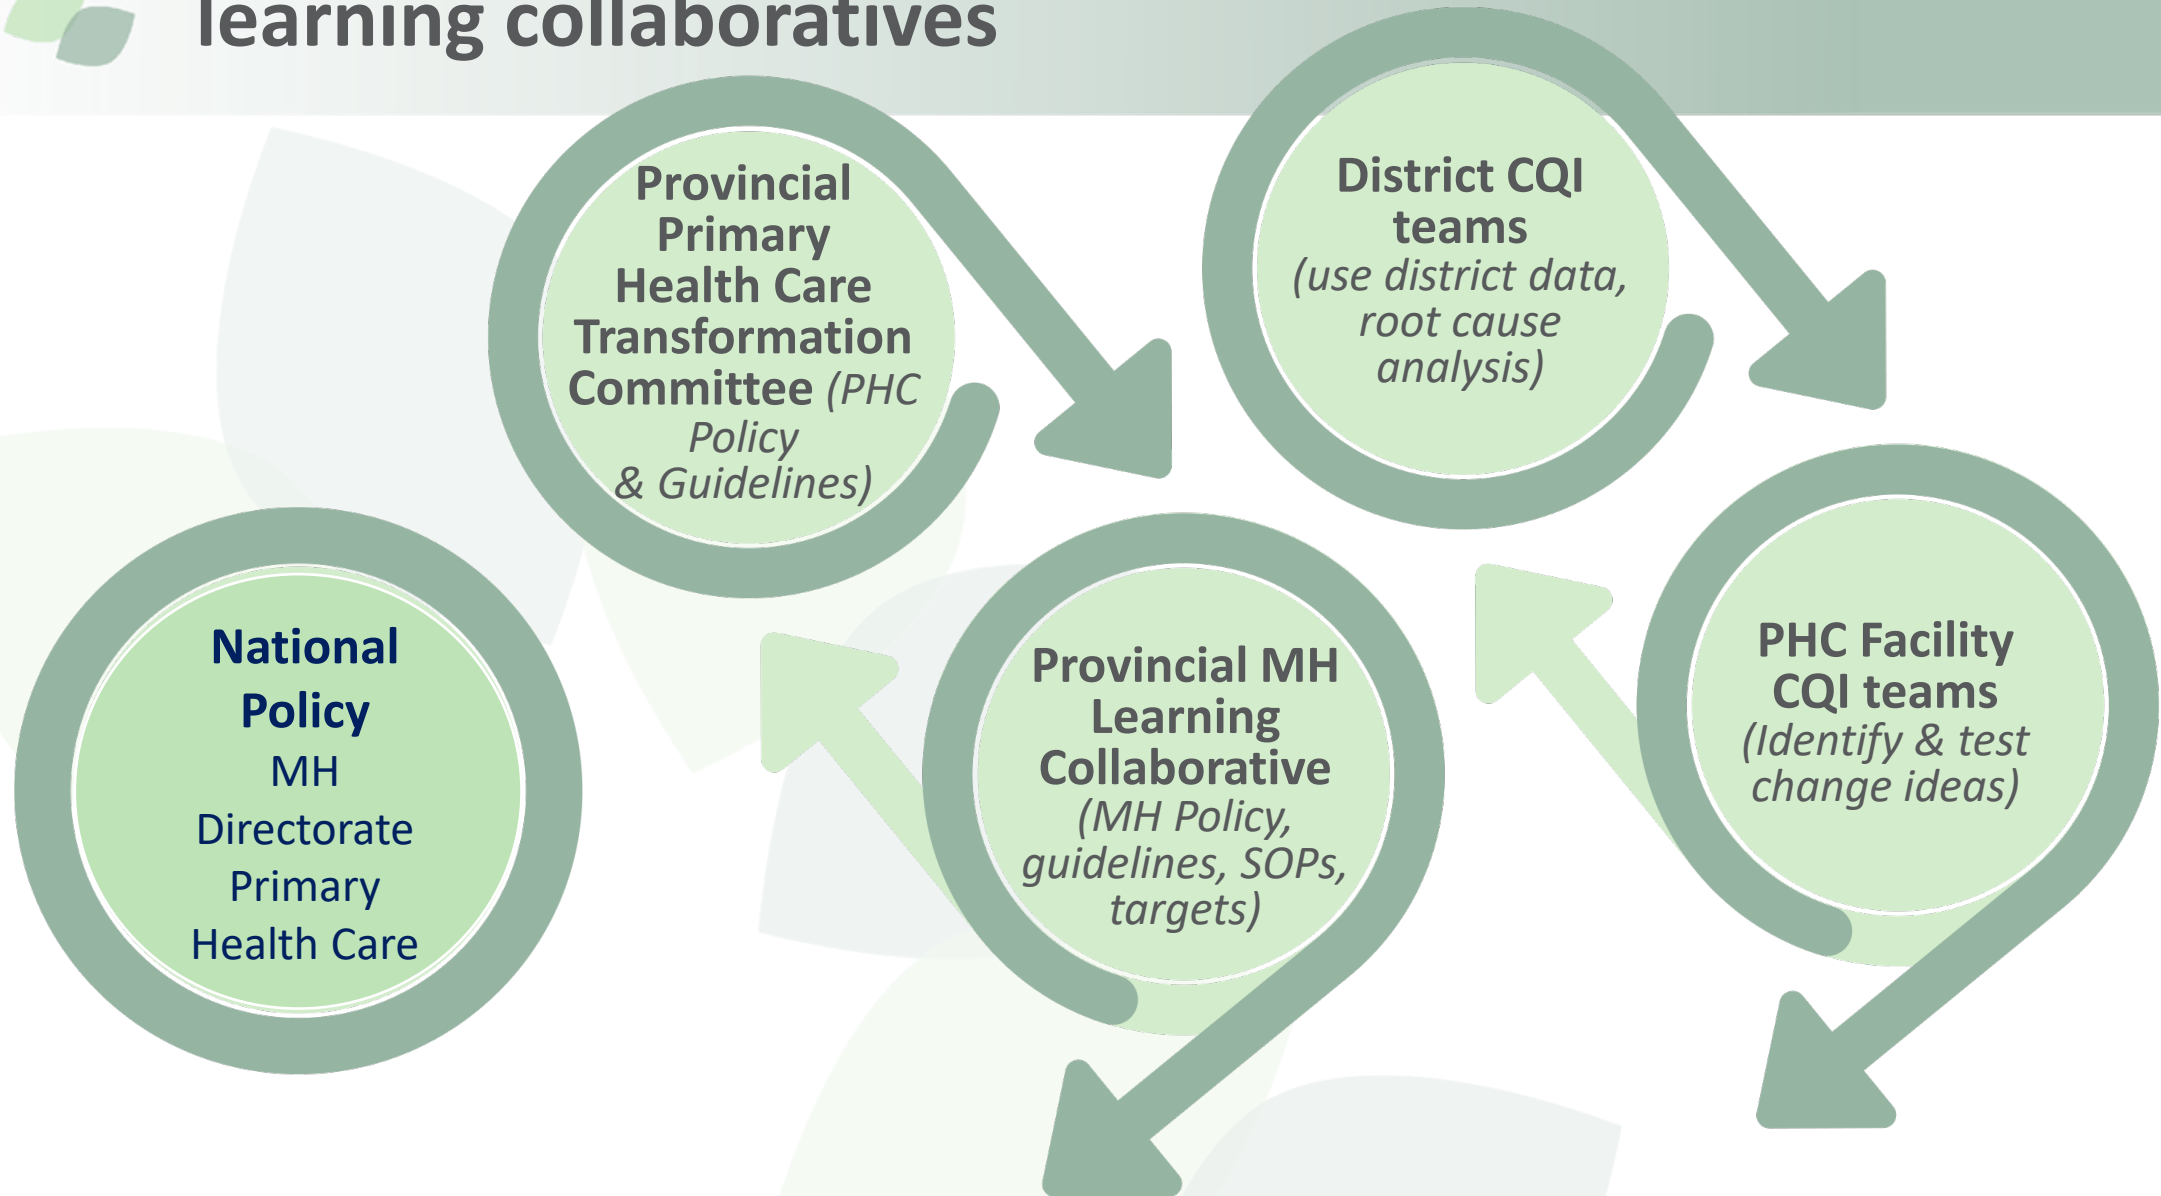 learning collaboratives
Provincial
Primary
Health Care
Transformation
Committee (PHC
Policy
& Guidelines)
District CQI
teams
(use district data,
root cause
analysis)
National
Policy
MH
Directorate
Primary
Health Care
Provincial MH
Learning
Collaborative
(MH Policy,
guidelines, SOPs,
targets)
PHC Facility
CQI teams
(Identify & test
change ideas)